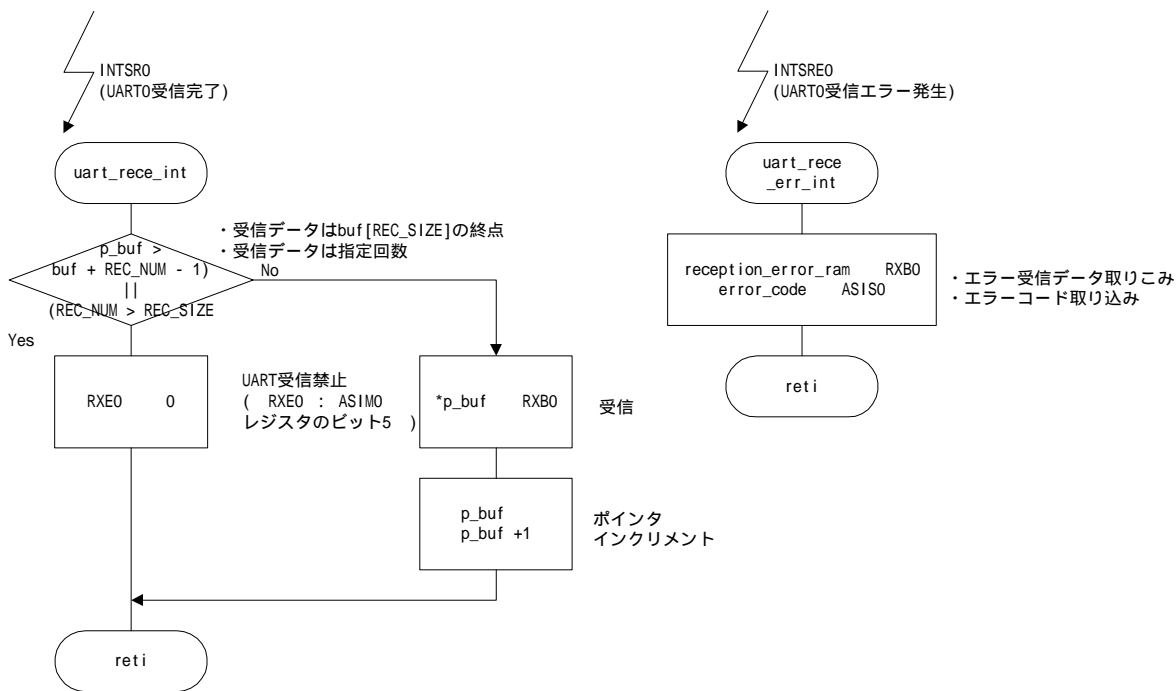 INTSR0
(UART0受信完了)
uart_rece_int
・受信データはbuf[REC_SIZE]の終点
・受信データは指定回数
p_buf >
buf + REC_NUM - 1)
||
(REC_NUM > REC_SIZE
No
Yes
RXE0 0
UART受信禁止
( RXE0 : ASIM0
レジスタのビット5 )
*p_buf RXB0
受信
p_buf
p_buf +1
ポインタ
インクリメント
reti
INTSRE0
(UART0受信エラー発生)
uart_rece
_err_int
reception_error_ram RXB0
error_code ASIS0
・エラー受信データ取りこみ
・エラーコード取り込み
reti